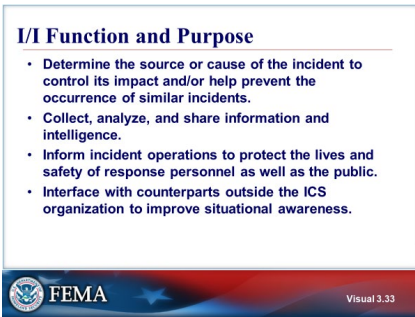 I/I Function and Purpose
• Determine the source or cause of the incident to
control its impact and/or help prevent the
occurrence of similar incidents.
• Collect, analyze, and share information and
intelligence.
• Inform incident operations to protect the lives and
safety of response personnel as well as the public.
• Interface with counterparts outside the ICS
organization to improve situational awareness.
FEMA
Visual 3.33